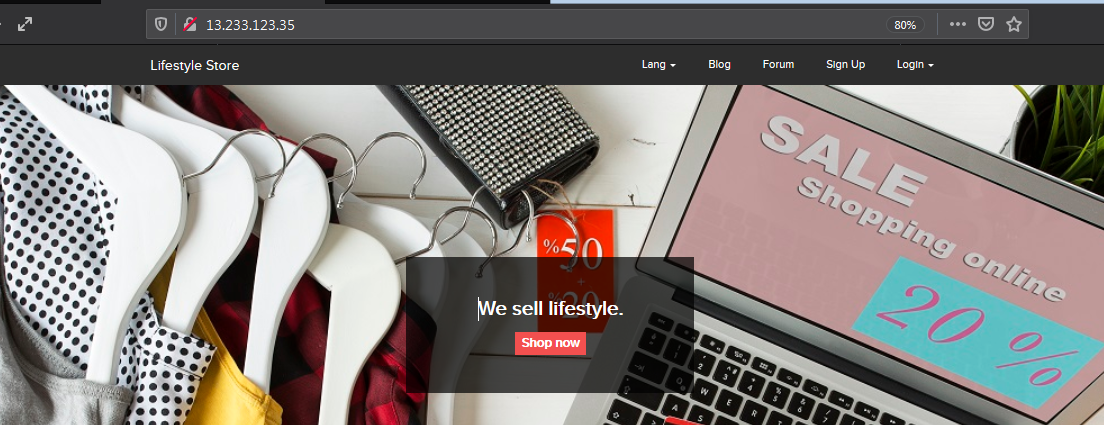 13.233.123.35
80%
Lifestyle Store
Lang
Blog
Forum
Sign Up
Login
SALE
Shopping online
20 %
%50
+
%20
We sell lifestyle.
Shop now